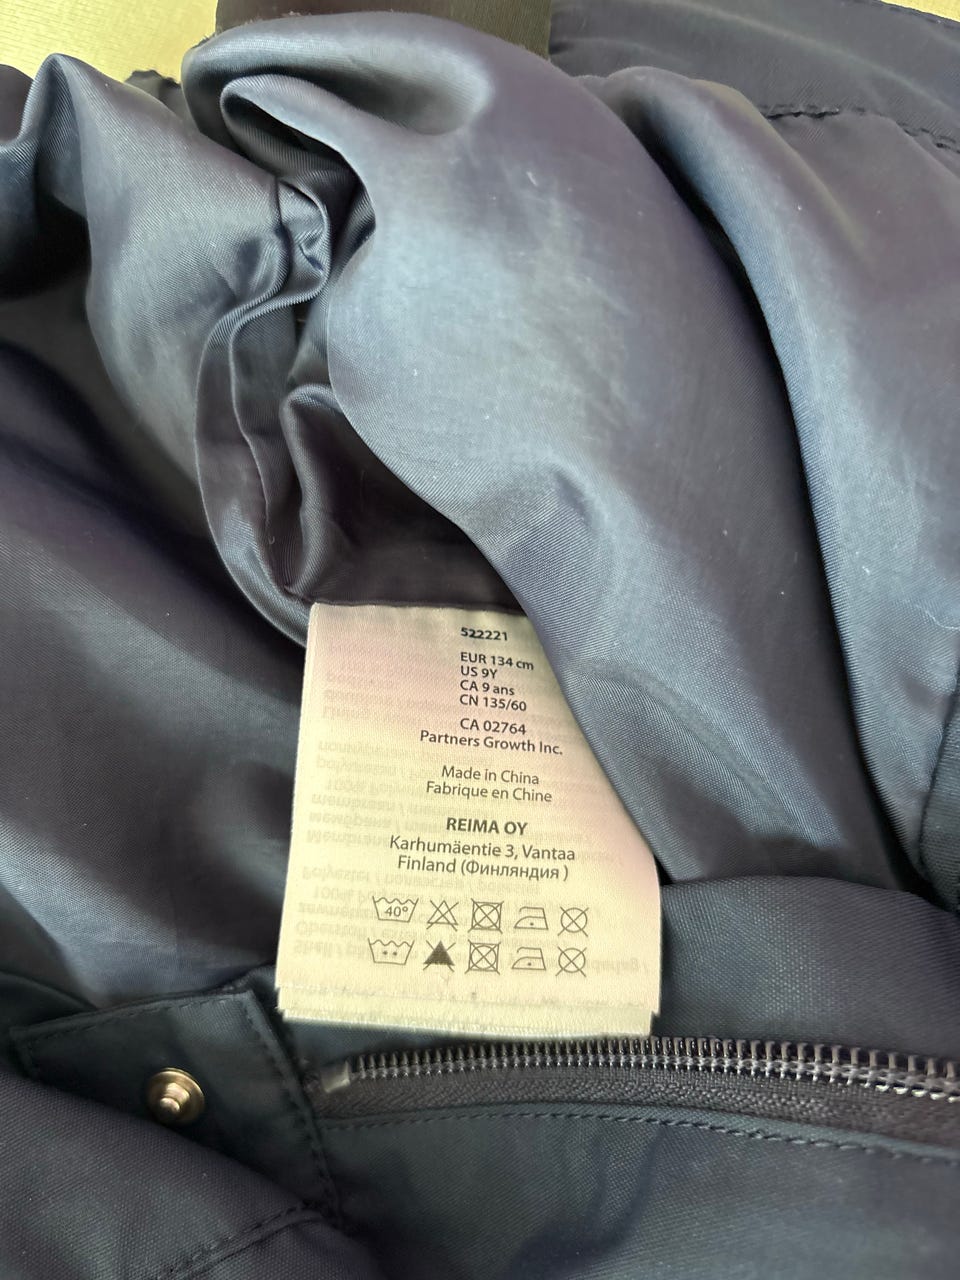 522221
EUR 134 cm
US 9Y
CA 9 ans
CN 135/60
CA 02764
Partners Growth Inc.
Made in China
Fabrique en Chine
REIMA OY
Karhumäentie 3, Vantaa
Finland (Финляндия )
40°